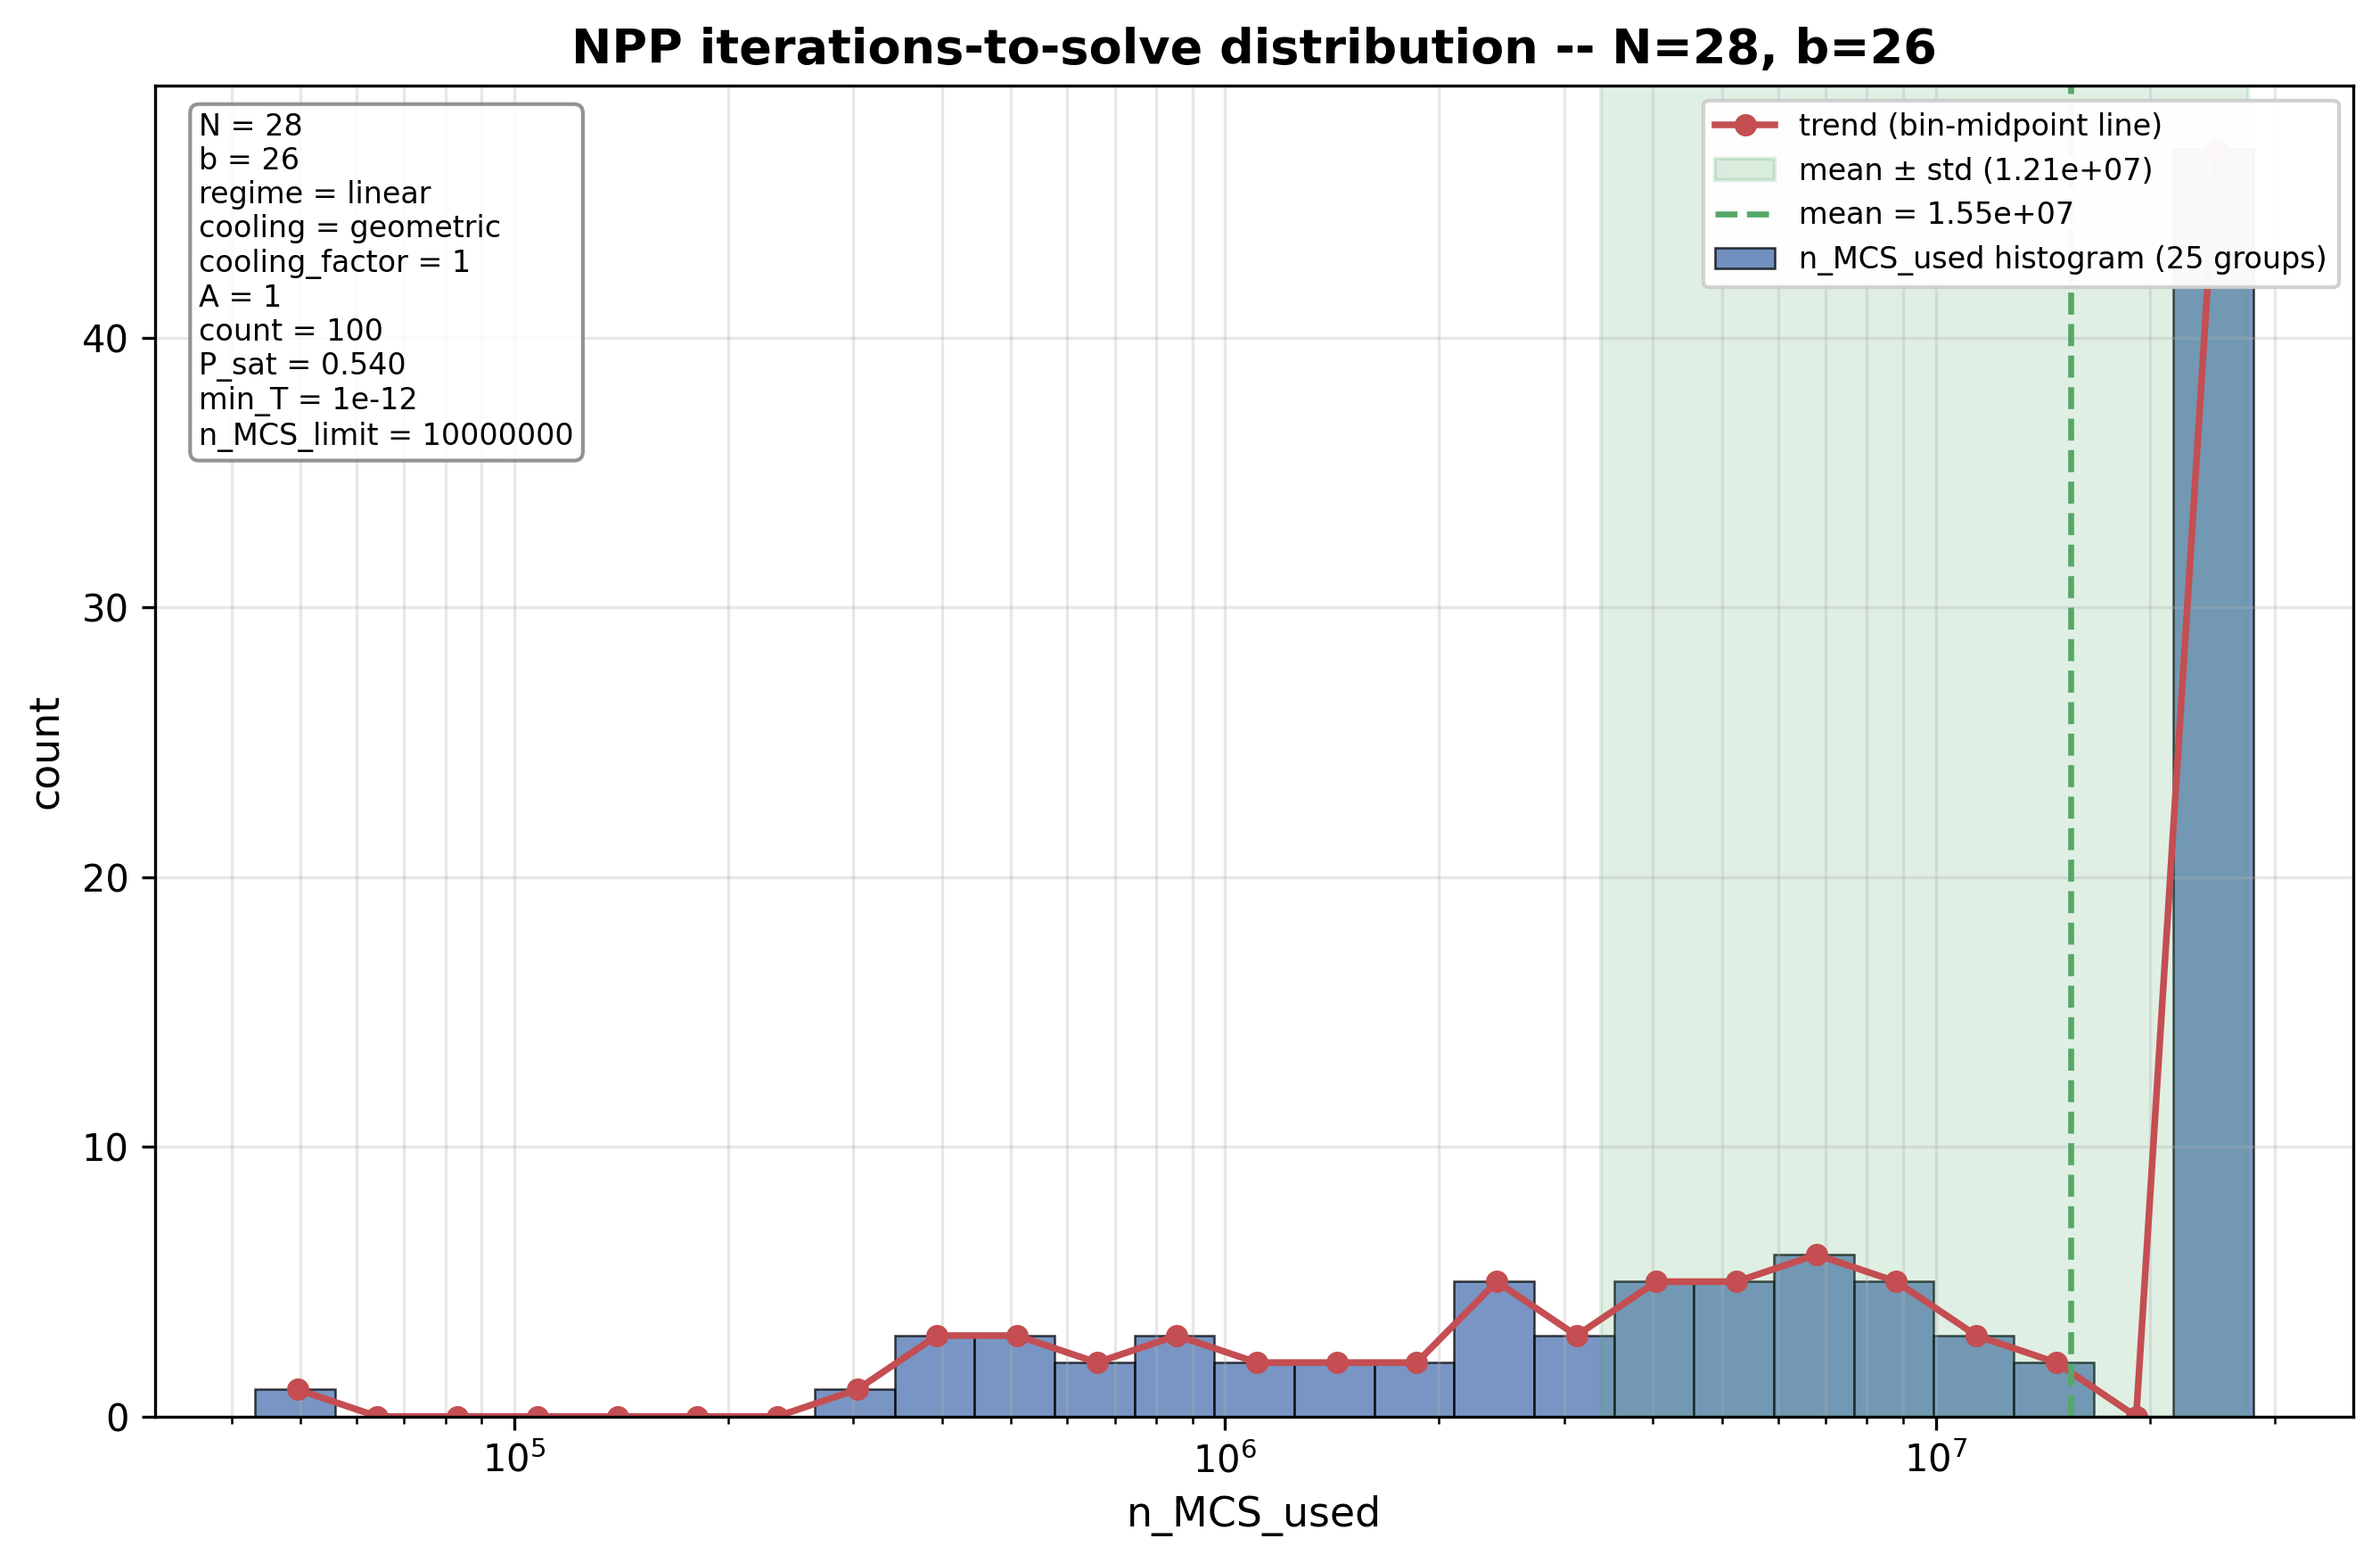 NPP iterations-to-solve distribution -- N=28, b=26
N = 28
b = 26
regime = linear
cooling = geometric
cooling_factor = 1
A = 1
count = 100
P_sat = 0.540
min_T = 1e-12
n_MCS_limit = 10000000
trend (bin-midpoint line)
mean ± std (1.21e+07)
mean = 1.55e+07
n_MCS_used histogram (25 groups)
count
40
30
20
10
0
10⁵
10⁶
10⁷
n_MCS_used